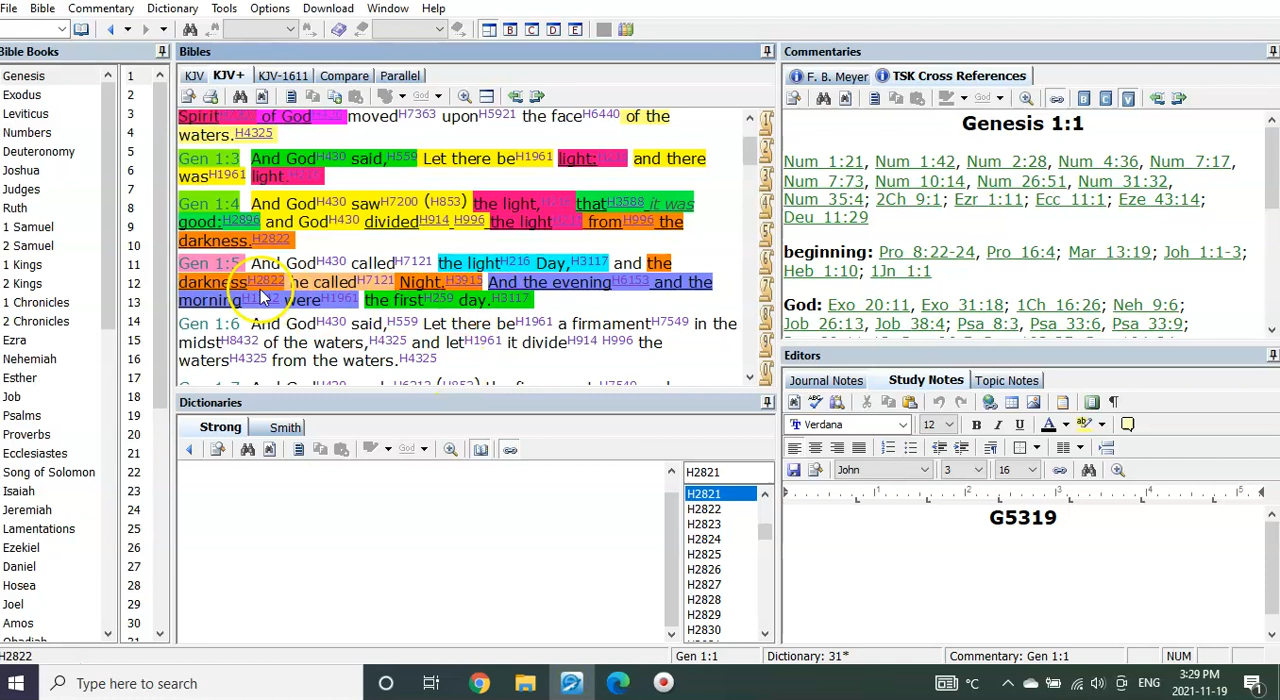 File Bible Commentary Dictionary Tools Options Download Window Help
B C D E
Bible Books
Genesis
Exodus
Leviticus
Numbers
Deuteronomy
Joshua
Judges
Ruth
1 Samuel
2 Samuel
1 Kings
2 Kings
1 Chronicles
2 Chronicles
Ezra
Nehemiah
Esther
Job
Psalms
Proverbs
Ecclesiastes
Song of Solomon
Isaiah
Jeremiah
Lamentations
Ezekiel
Daniel
Hosea
Joel
Amos
1
2
3
4
5
6
7
8
9
10
11
12
13
14
15
16
17
18
19
20
21
22
23
24
25
26
27
28
29
30
Bibles
KJV KJV+ KJV-1611 Compare Parallel
God
Spirit of God moved H7363 upon H5921 the face H6440 of the
waters. H4325
Gen 1:3 And God H430 said, H559 Let there be H1961 light: and there
was H1961 light.
Gen 1:4 And God H430 saw H7200 (H853) the light, that H3588 it was
good: H2896 and God H430 divided H914 H996 the light from H996 the
darkness. H2822
Gen 1:5 And God H430 called H7121 the light H216 Day, H3117 and the
darkness H2822 he called H7121 Night. H3915 And the evening H6153 and the
morning were H1961 the first H259 day. H3117
Gen 1:6 And God H430 said, H559 Let there be H1961 a firmament H7549 in the
midst H8432 of the waters, H4325 and let H1961 it divide H914 H996 the
waters H4325 from the waters. H4325
Dictionaries
Strong Smith
God
H2821
H2821
H2822
H2823
H2824
H2825
H2826
H2827
H2828
H2829
H2830
Commentaries
F. B. Meyer TSK Cross References
God B C V
Genesis 1:1
Num 1:21, Num 1:42, Num 2:28, Num 4:36, Num 7:17,
Num 7:73, Num 10:14, Num 26:51, Num 31:32,
Num 35:4; 2Ch 9:1; Ezr 1:11; Ecc 1:1; Eze 43:14;
Deu 11:29
beginning: Pro 8:22-24, Pro 16:4; Mar 13:19; Joh 1:1-3;
Heb 1:10; 1Jn 1:1
God: Exo 20:11, Exo 31:18; 1Ch 16:26; Neh 9:6;
Job 26:13, Job 38:4; Psa 8:3, Psa 33:6, Psa 33:9;
Editors
Journal Notes Study Notes Topic Notes
Verdana 12 B I U A ab
John 3 16
1 2 3 4 5
G5319
H2822 Gen 1:1 Dictionary: 31* Commentary: Gen 1:1 NUM
Type here to search
°C ENG
3:29 PM
2021-11-19
1